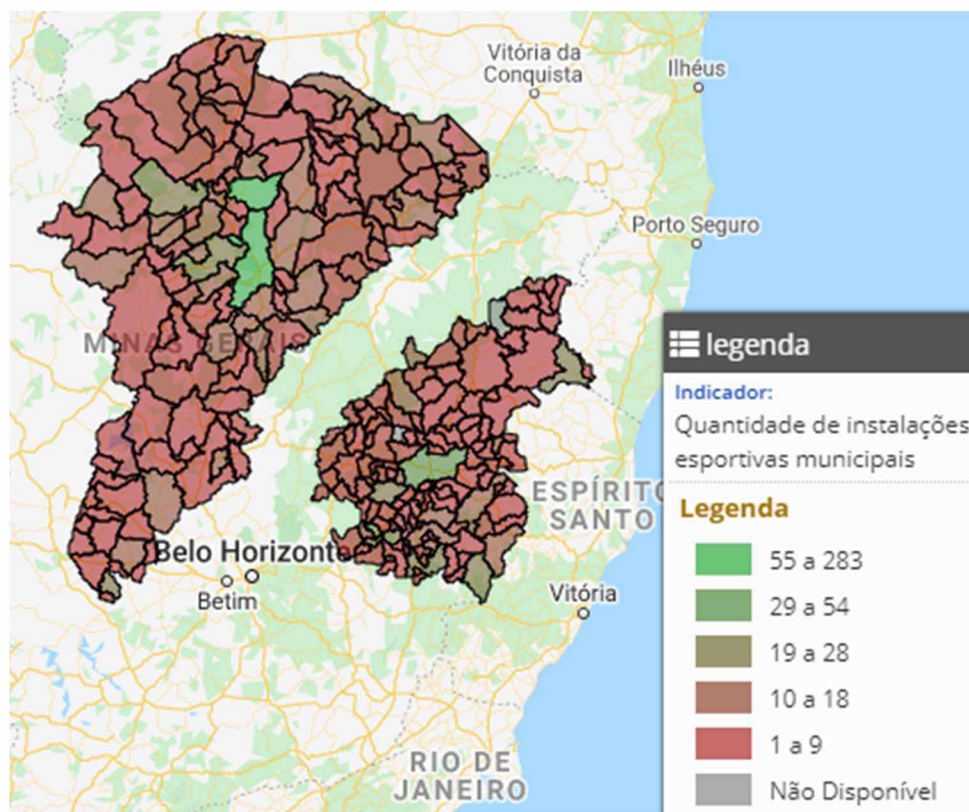 Vitória da
Conquista
Ilhéus
Porto Seguro
MINAS GERAIS
ESPÍRITO
SANTO
Belo Horizonte
Betim
Vitória
RIO DE
JANEIRO
legenda
Indicador:
Quantidade de instalações
esportivas municipais
Legenda
55 a 283
29 a 54
19 a 28
10 a 18
1 a 9
Não Disponível